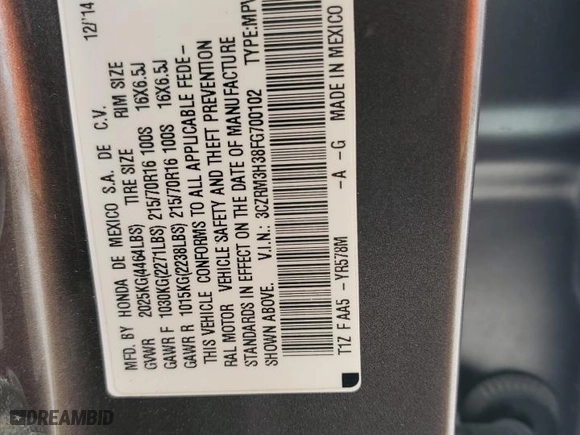 MFD. BY HONDA DE MEXICO S.A. DE C.V. 12/'14
GVWR 2025KG(4464LBS) TIRE SIZE RIM SIZE
GAWR F 1030KG(2271LBS) 215/70R16 100S 16X6.5J
GAWR R 1015KG(2238LBS) 215/70R16 100S 16X6.5J
THIS VEHICLE CONFORMS TO ALL APPLICABLE FEDE-
RAL MOTOR VEHICLE SAFETY AND THEFT PREVENTION
STANDARDS IN EFFECT ON THE DATE OF MANUFACTURE
SHOWN ABOVE. V.I.N.: 3CZRM3H38FG700102 TYPE:MPV
T1Z F AA5 -YR578M -A -G MADE IN MEXICO
DREAMBID